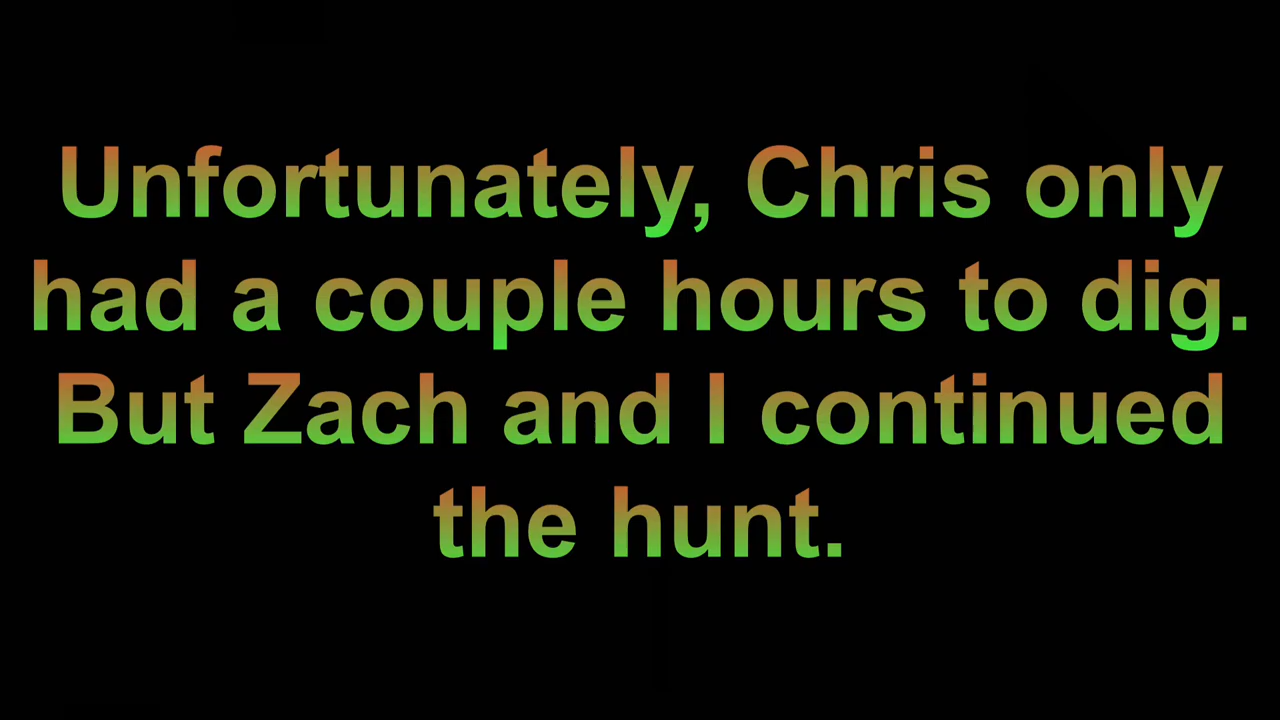 Unfortunately, Chris only
had a couple hours to dig.
But Zach and I continued
the hunt.